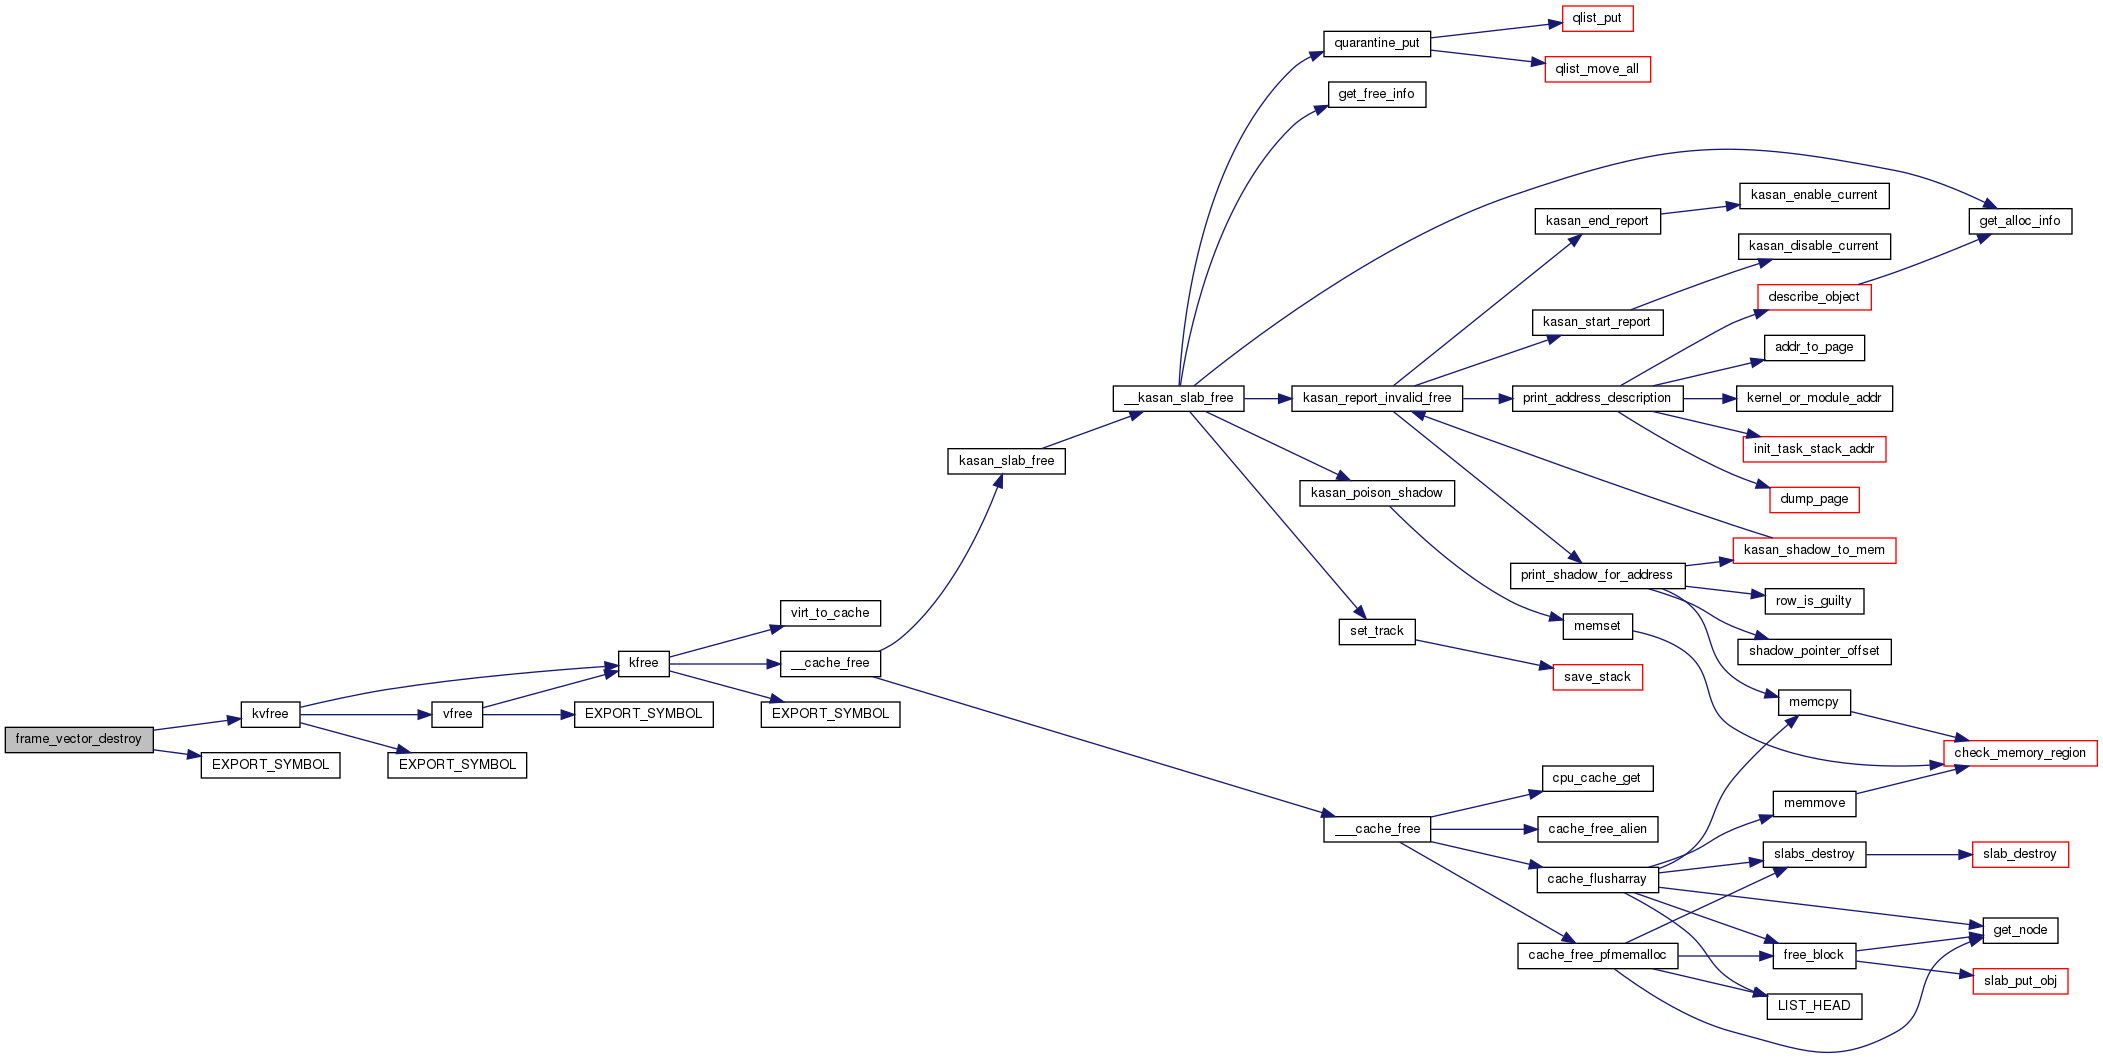 qlist_put
quarantine_put
qlist_move_all
get_free_info
kasan_enable_current
kasan_end_report
get_alloc_info
kasan_disable_current
describe_object
kasan_start_report
addr_to_page
__kasan_slab_free
kasan_report_invalid_free
print_address_description
kernel_or_module_addr
init_task_stack_addr
kasan_slab_free
kasan_poison_shadow
dump_page
kasan_shadow_to_mem
print_shadow_for_address
row_is_guilty
virt_to_cache
memset
set_track
shadow_pointer_offset
kfree
__cache_free
save_stack
memcpy
kvfree
vfree
EXPORT_SYMBOL
EXPORT_SYMBOL
frame_vector_destroy
check_memory_region
EXPORT_SYMBOL
EXPORT_SYMBOL
cpu_cache_get
memmove
___cache_free
cache_free_alien
slabs_destroy
slab_destroy
cache_flusharray
get_node
cache_free_pfmemalloc
free_block
slab_put_obj
LIST_HEAD